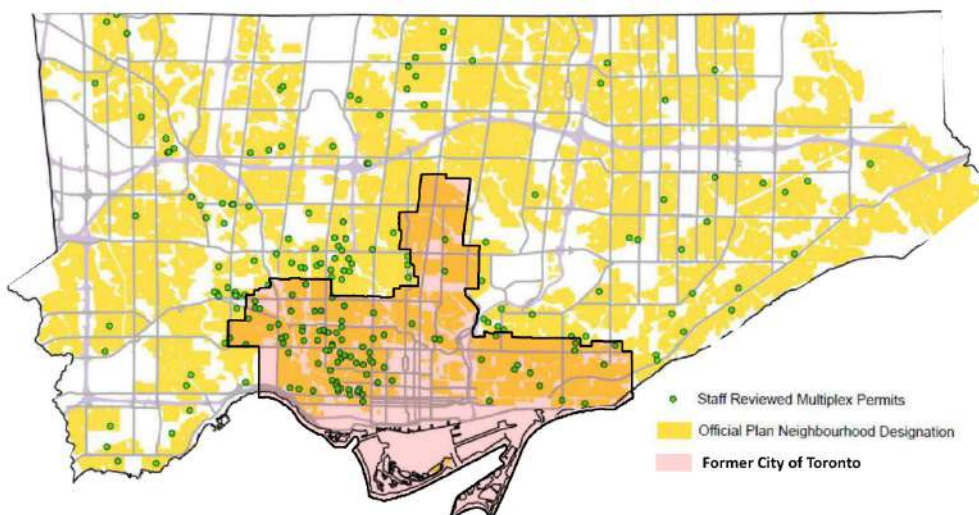 Staff Reviewed Multiplex Permits
Official Plan Neighbourhood Designation
Former City of Toronto